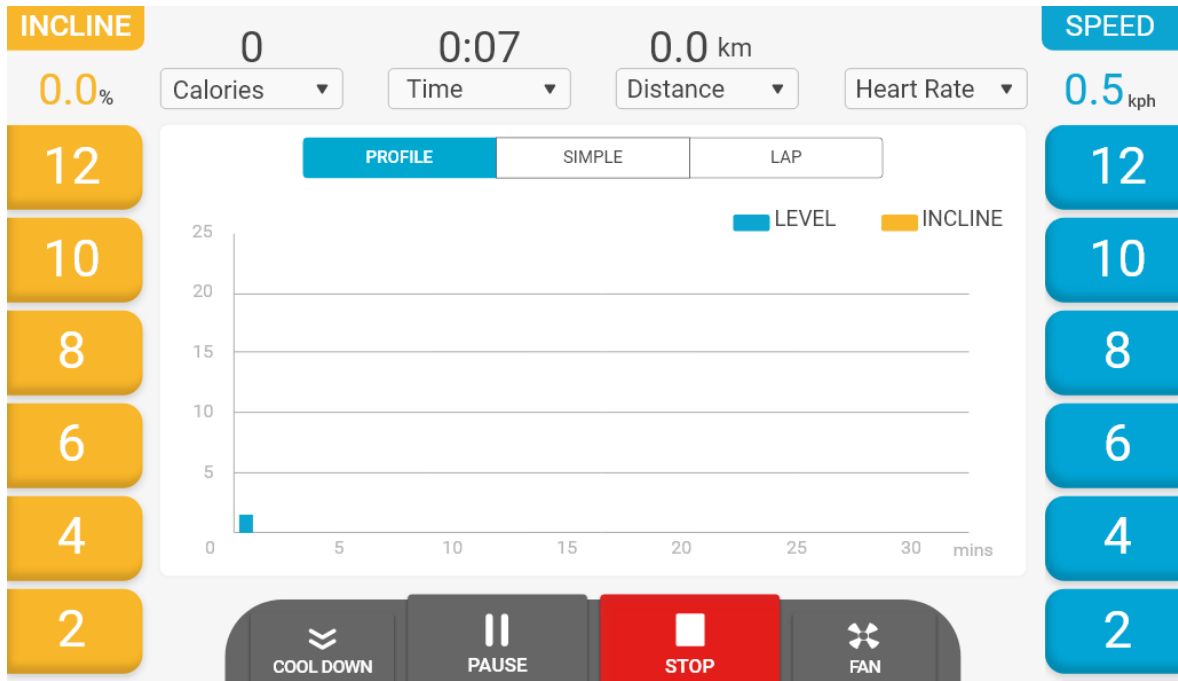 INCLINE
0
0:07
0.0 km
SPEED
0.0%
Calories
Time
Distance
Heart Rate
0.5 kph
12
PROFILE
SIMPLE
LAP
12
LEVEL
INCLINE
25
10
10
20
8
15
8
10
6
6
5
4
0
5
10
15
20
25
30
mins
4
2
COOL DOWN
PAUSE
STOP
FAN
2